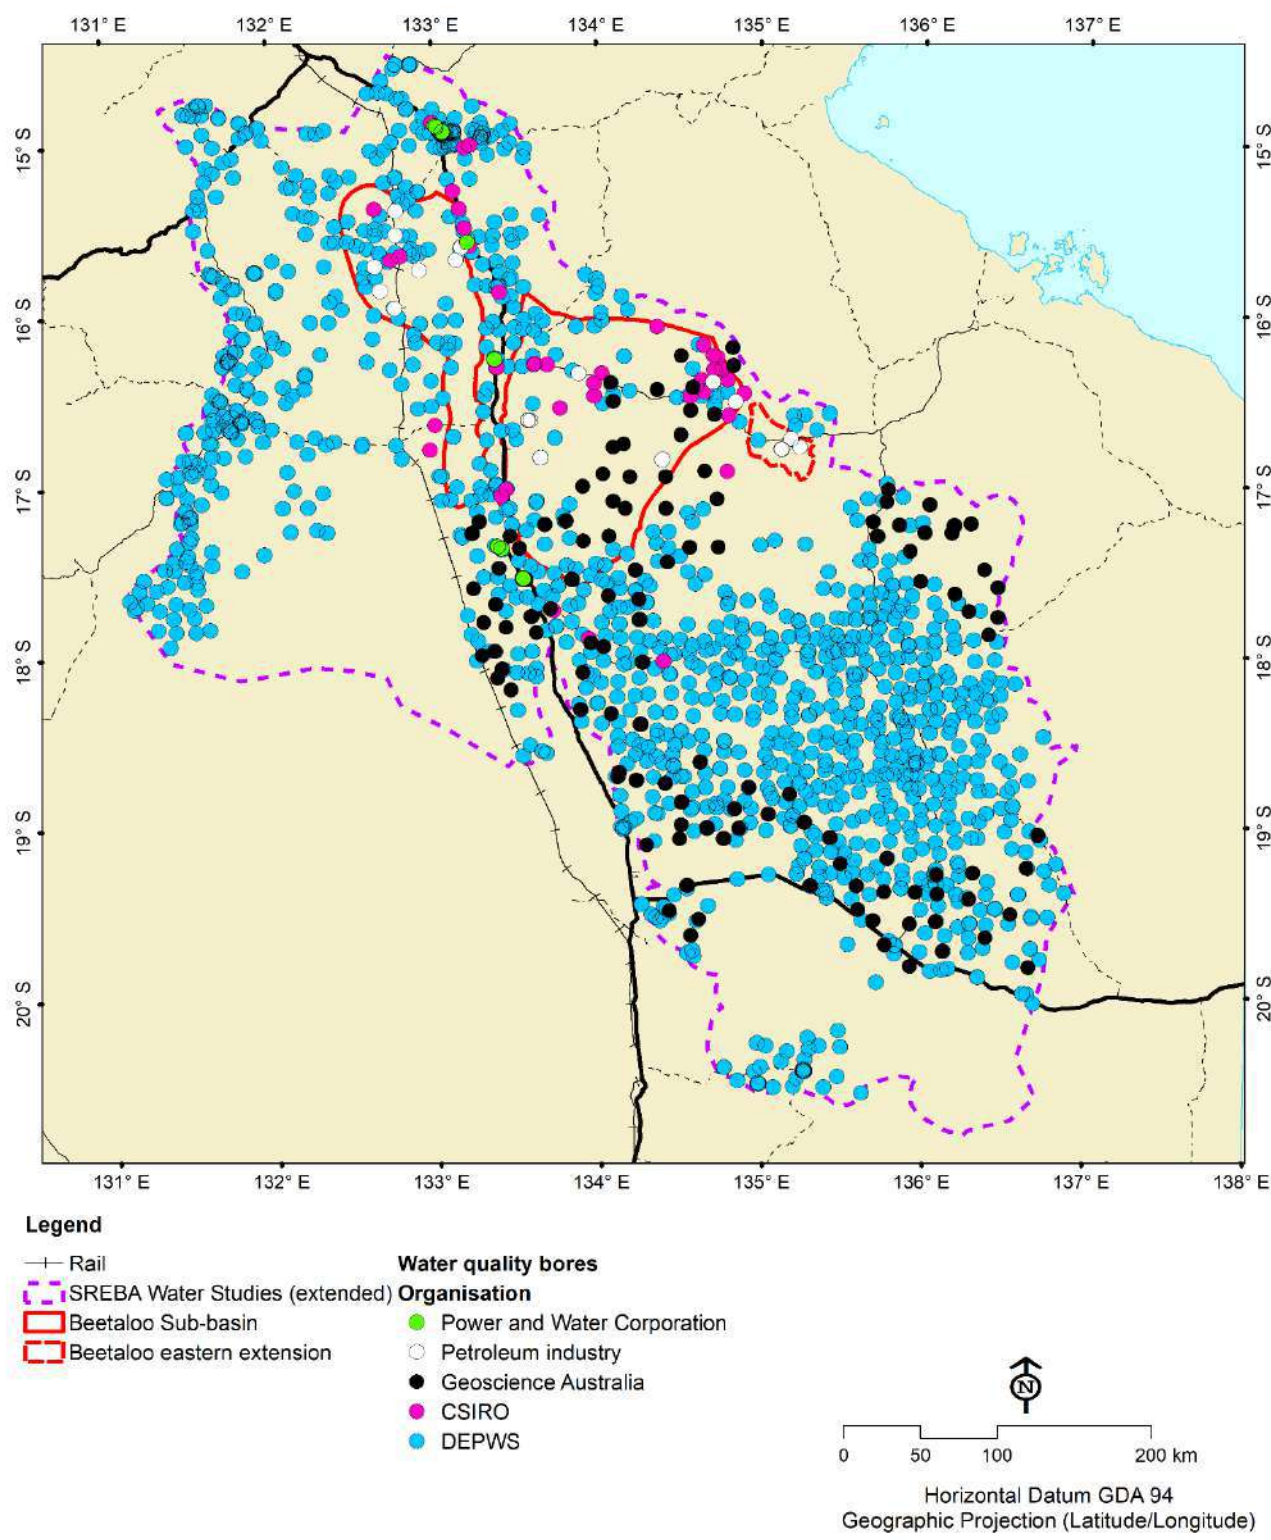 131° E 132° E 133° E 134° E 135° E 136° E 137° E
15° S 15° S
16° S 16° S
17° S 17° S
18° S 18° S
19° S 19° S
20° S 20° S
131° E 132° E 133° E 134° E 135° E 136° E 137° E 138° E
Legend
Rail
SREBA Water Studies (extended)
Beetaloo Sub-basin
Beetaloo eastern extension
Water quality bores
Organisation
Power and Water Corporation
Petroleum industry
Geoscience Australia
CSIRO
DEPWS
N
0 50 100 200 km
Horizontal Datum GDA 94
Geographic Projection (Latitude/Longitude)